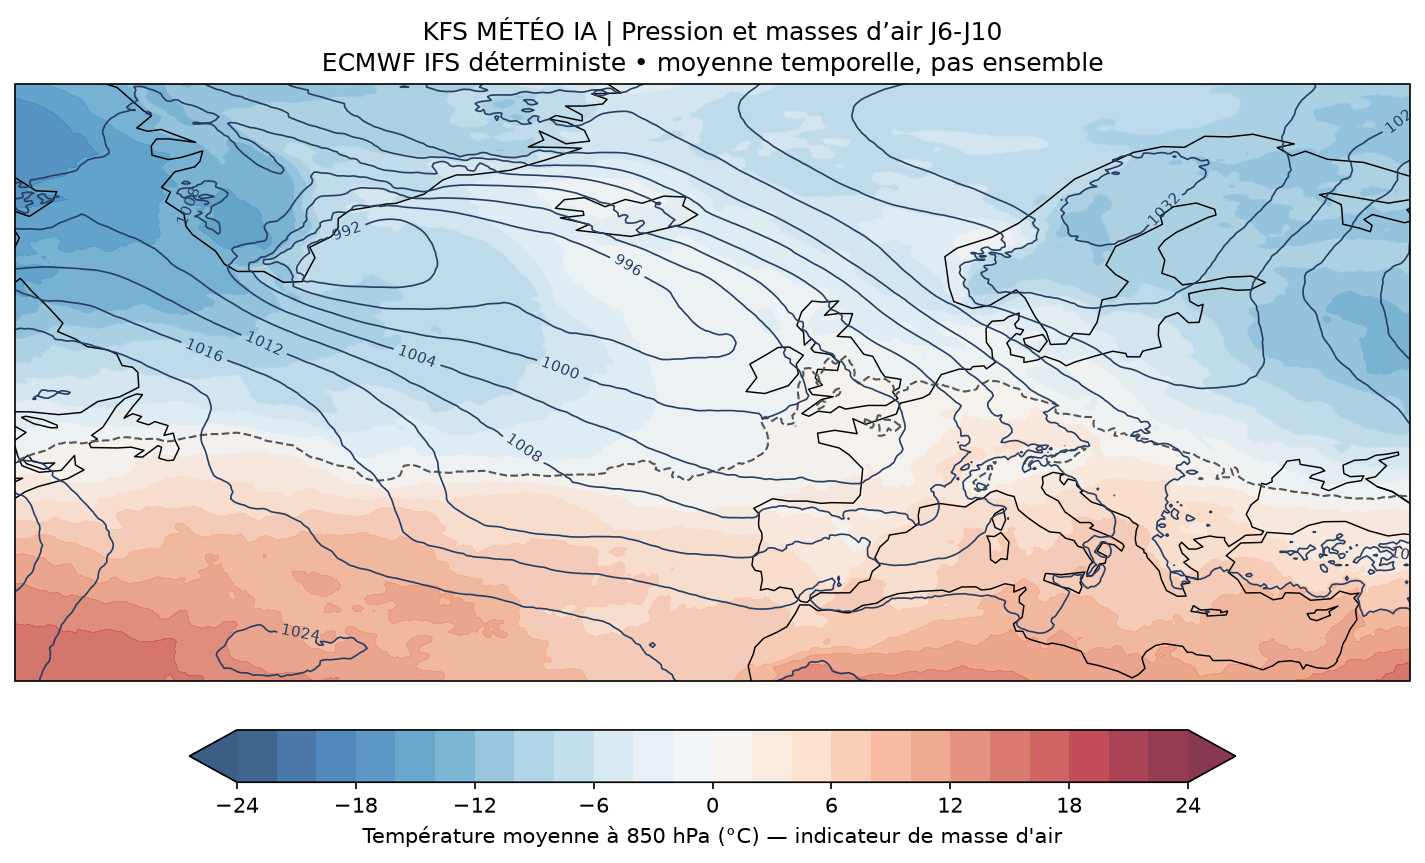 KFS MÉTÉO IA | Pression et masses d’air J6-J10
ECMWF IFS déterministe • moyenne temporelle, pas ensemble
1008
992
996
1032
1016
1012
1004
1000
1008
1024
−24 −18 −12 −6 0 6 12 18 24
Température moyenne à 850 hPa (°C) — indicateur de masse d'air